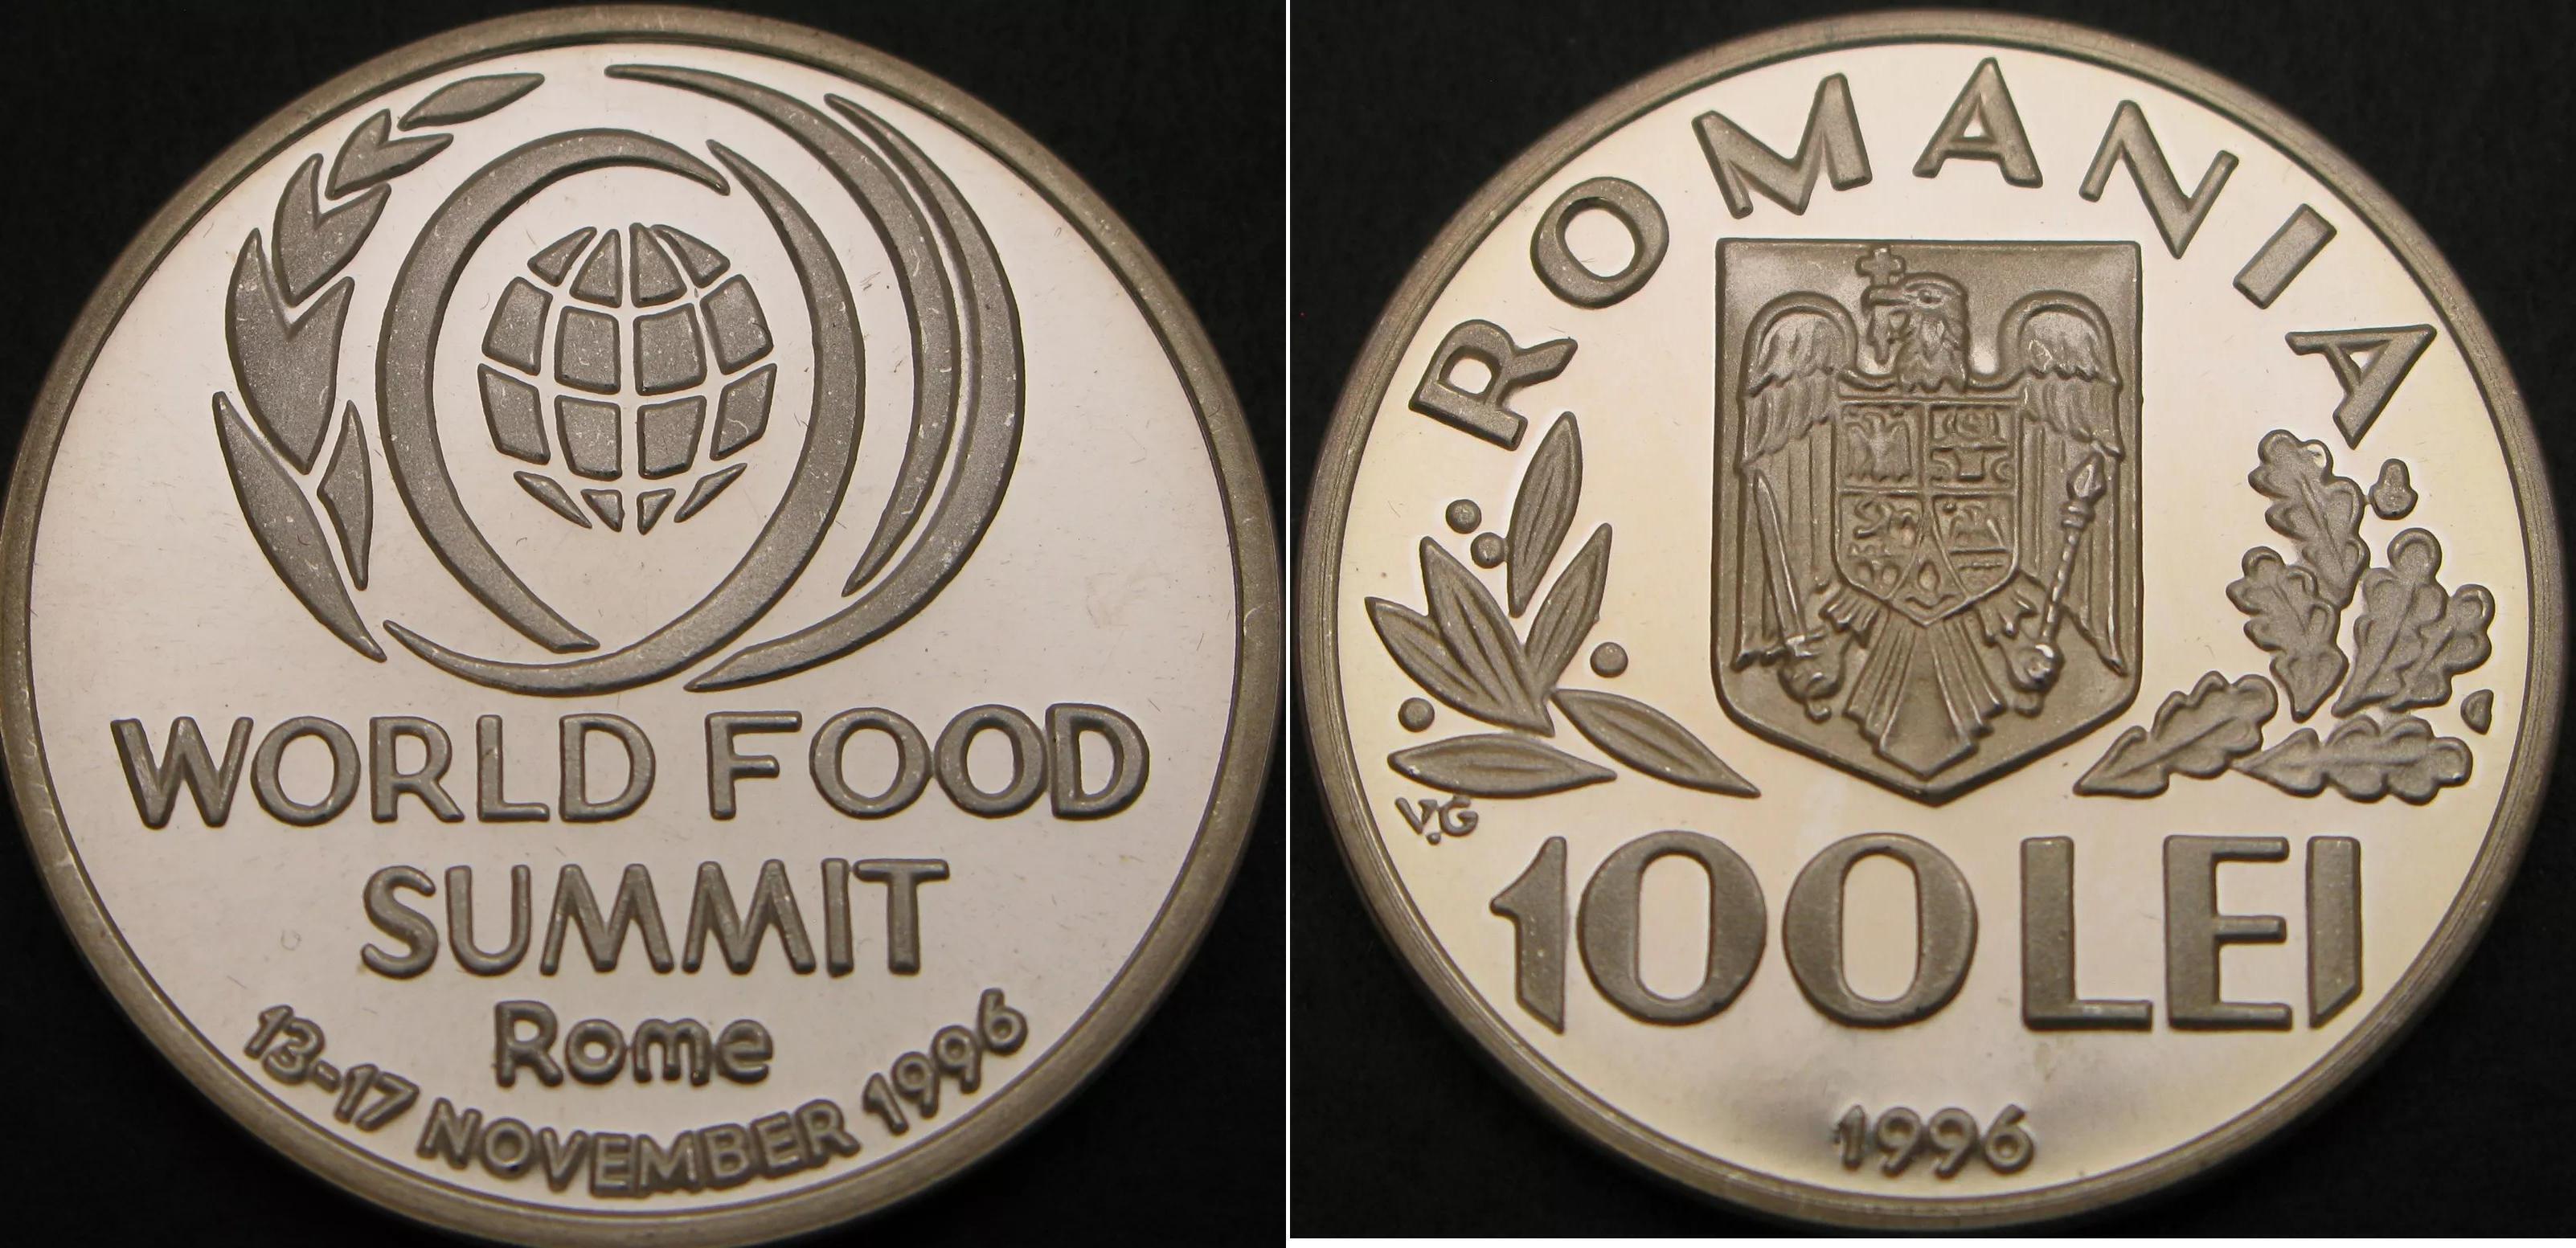 WORLD FOOD
SUMMIT
Rome
13-17 NOVEMBER 1996
ROMANIA
V.G
100 LEI
1996